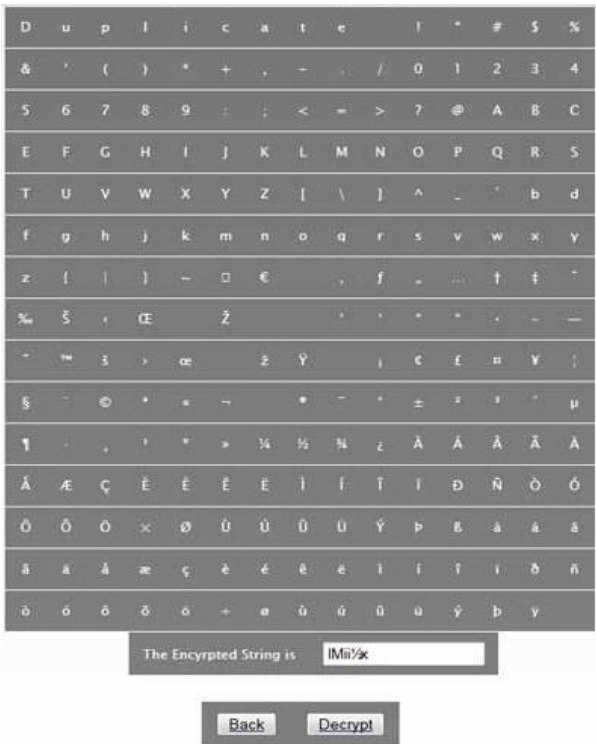 D u p l i c a t e ! " # $ %
& ' ( ) * + , - . / 0 1 2 3 4
5 6 7 8 9 : ; < = > ? @ A B C
E F G H I J K L M N O P Q R S
T U V W X Y Z [ \ ] ^ _ ` b d
f g h j k m n o q r s v w x y
z { | } ~ □ € ‚ ƒ „ … † ‡ ˆ
‰ Š ‹ Œ Ž ‘ ’ “ ” • – —
˜ ™ š › œ ž Ÿ ¡ ¢ £ ¤ ¥ ¦
§ ¨ © ª « ¬ ® ¯ ° ± ² ³ ´ µ
¶ · ¸ ¹ º » ¼ ½ ¾ ¿ À Á Â Ã Ä
Å Æ Ç È É Ê Ë Ì Í Î Ï Ð Ñ Ò Ó
Ô Õ Ö × Ø Ù Ú Û Ü Ý Þ ß à á â
ã ä å æ ç è é ê ë ì í î ï ð ñ
ò ó ô õ ö ÷ ø ù ú û ü ý þ ÿ
The Encyrpted String is
Back Decrypt